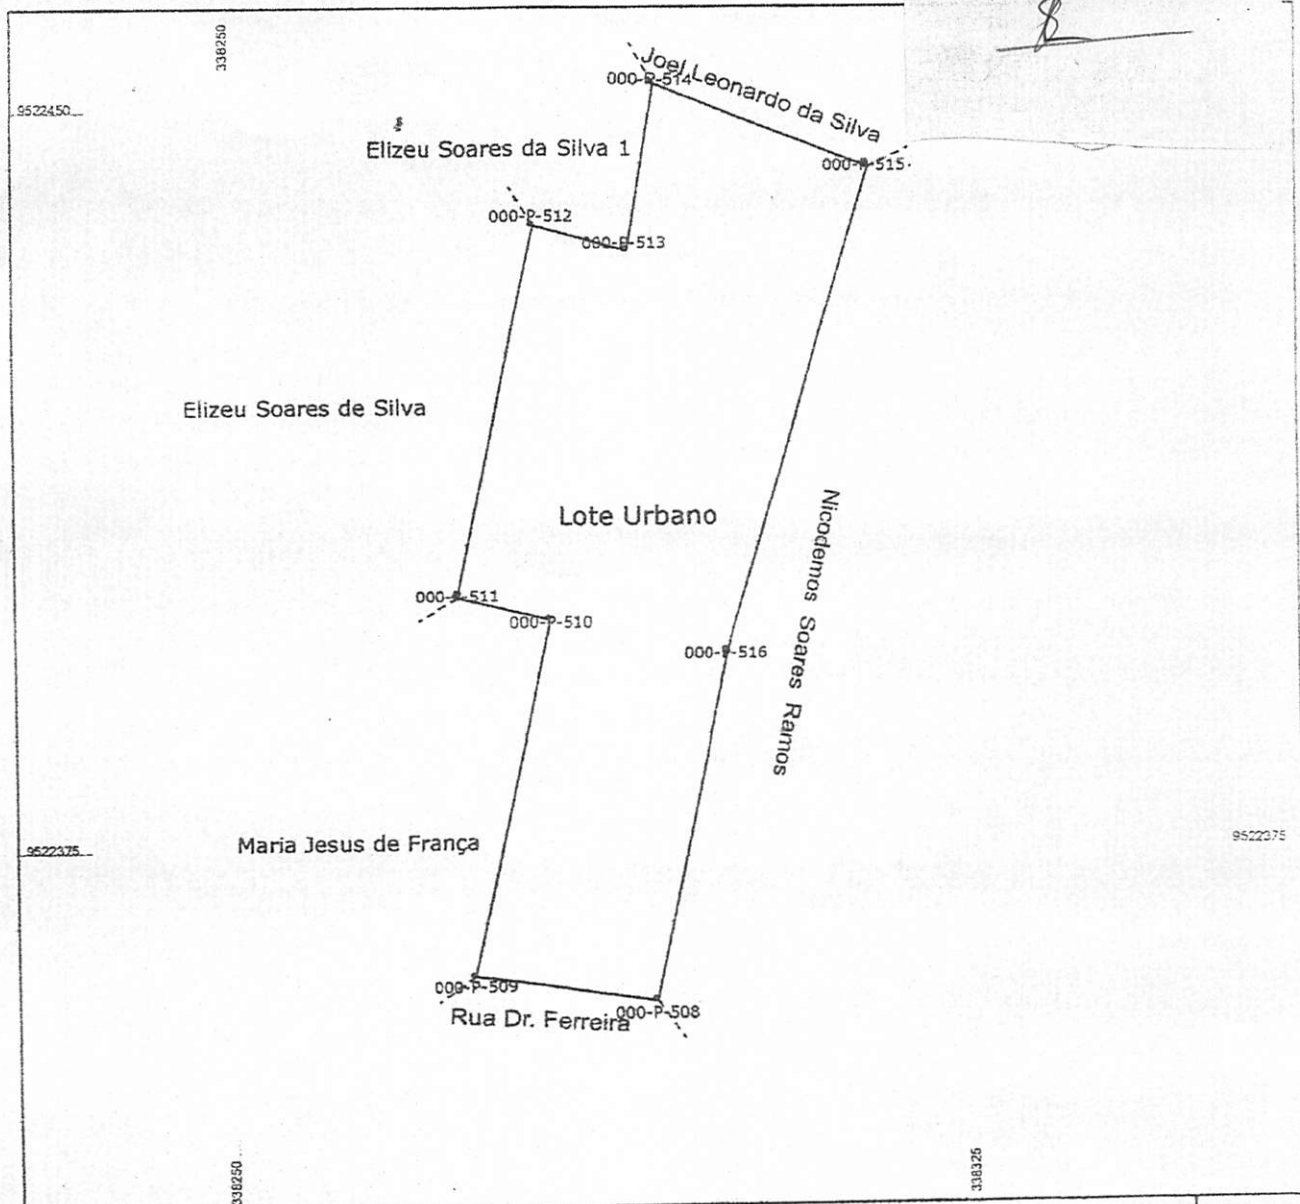 338250
Joel Leonardo da Silva
000-P-514
9522450
Elizeu Soares da Silva 1
000-P-515
000-P-512
000-P-513
Elizeu Soares de Silva
Lote Urbano
Nicodemos Soares Ramos
000-P-511
000-P-510
000-P-516
9522375
Maria Jesus de França
9522375
000-P-509
000-P-508
Rua Dr. Ferreira
338250
338325